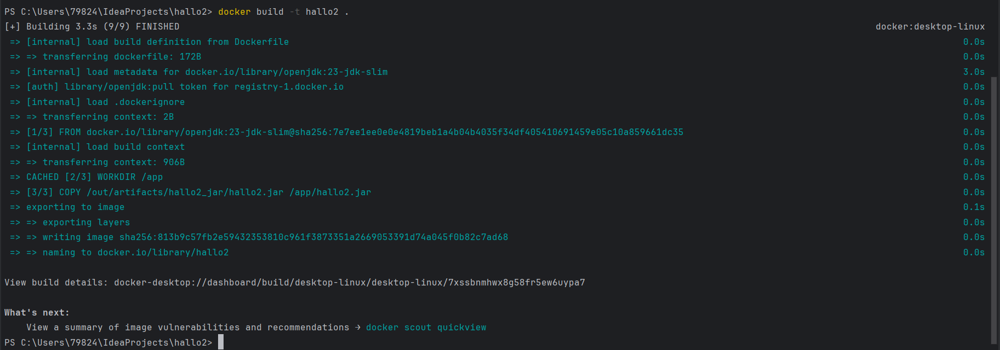 PS C:\Users\79824\IdeaProjects\hallo2> docker build -t hallo2 .
[+] Building 3.3s (9/9) FINISHED docker:desktop-linux
=> [internal] load build definition from Dockerfile 0.0s
=> => transferring dockerfile: 172B 0.0s
=> [internal] load metadata for docker.io/library/openjdk:23-jdk-slim 3.0s
=> [auth] library/openjdk:pull token for registry-1.docker.io 0.0s
=> [internal] load .dockerignore 0.0s
=> => transferring context: 2B 0.0s
=> [1/3] FROM docker.io/library/openjdk:23-jdk-slim@sha256:7e7ee1ee0e0e4819beb1a4b04b4035f34df405410691459e05c10a859661dc35 0.0s
=> [internal] load build context 0.0s
=> => transferring context: 906B 0.0s
=> CACHED [2/3] WORKDIR /app 0.0s
=> [3/3] COPY /out/artifacts/hallo2_jar/hallo2.jar /app/hallo2.jar 0.0s
=> exporting to image 0.1s
=> => exporting layers 0.0s
=> => writing image sha256:813b9c57fb2e59432353810c961f3873351a2669053391d74a045f0b82c7ad68 0.0s
=> => naming to docker.io/library/hallo2 0.0s
View build details: docker-desktop://dashboard/build/desktop-linux/desktop-linux/7xssbnmhwx8g58fr5ew6uypa7
What's next:
View a summary of image vulnerabilities and recommendations → docker scout quickview
PS C:\Users\79824\IdeaProjects\hallo2>